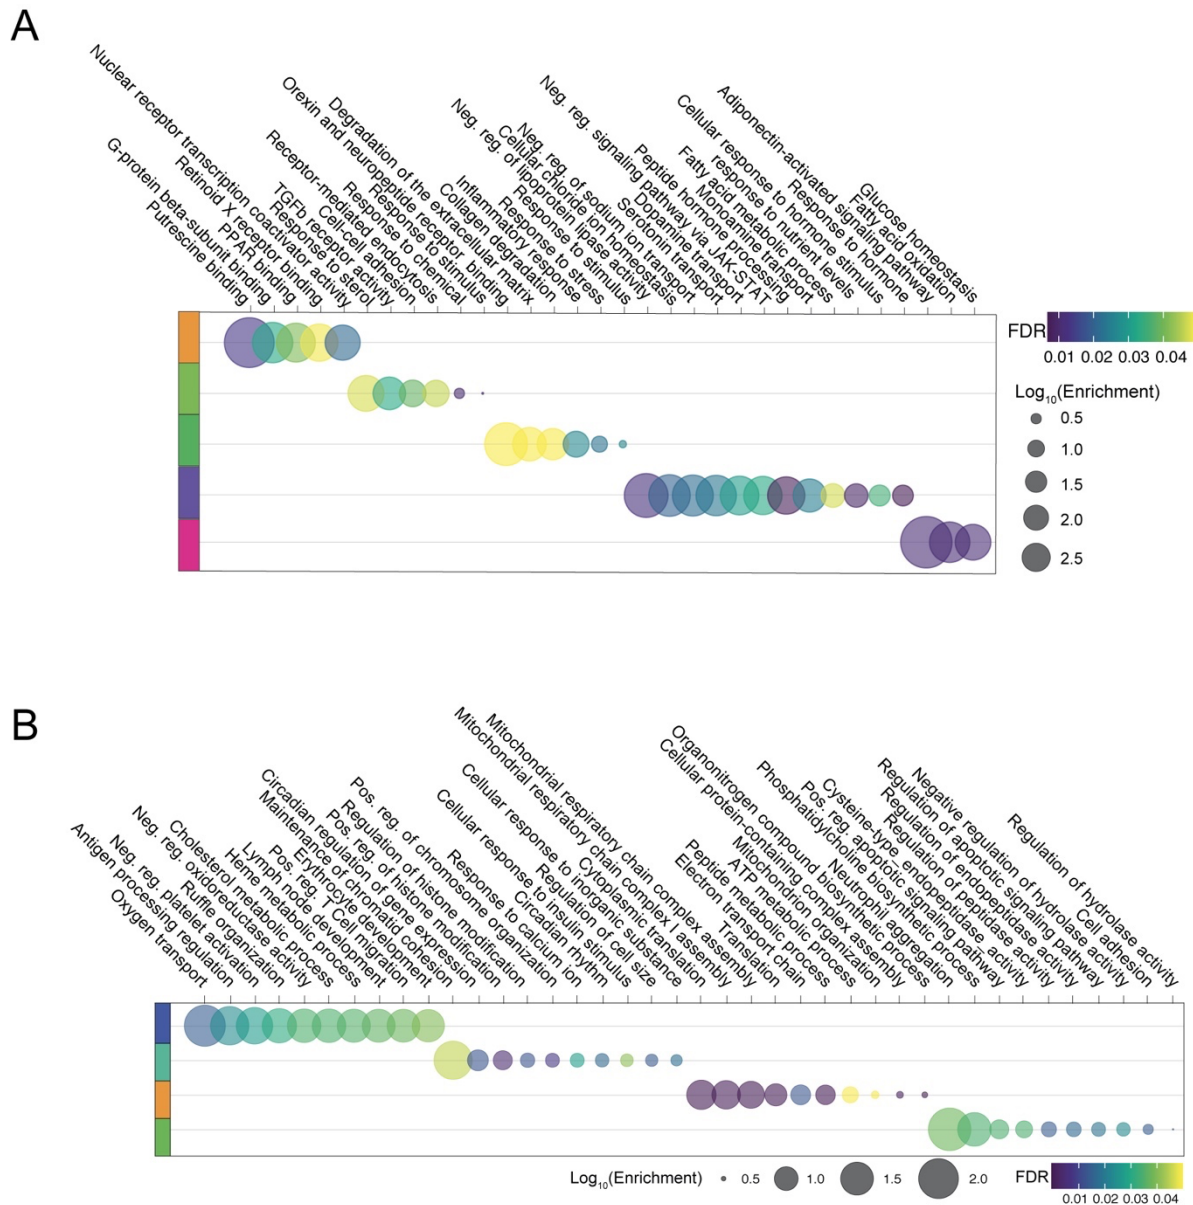 A
Putrescine binding
G-protein beta-subunit binding
PPAR binding
Retinoid X receptor binding
Nuclear receptor transcription coactivator activity
Response to sterol
TGFb receptor activity
Cell-cell adhesion
Receptor-mediated endocytosis
Response to chemical
Response to stimulus
Orexin and neuropeptide receptor. binding
Degradation of the extracellular matrix
Collagen degradation
Inflammatory response
Response to stress
Response to stimulus
Neg. reg. of lipoprotein lipase activity
Cellular chloride ion homeostasis
Neg. reg. of sodium ion transport
Serotonin transport
Dopamine transport
Neg. reg. signaling pathway via JAK-STAT
Peptide hormone processing
Monoamine transport
Fatty acid metabolic process
response to nutrient levels
Cellular response to hormone stimulus
Response to hormone
Adiponectin-activated signaling pathway
Fatty acid oxidation
Glucose homeostasis
FDR
0.01 0.02 0.03 0.04
Log10(Enrichment)
0.5
1.0
1.5
2.0
2.5
B
Oxygen transport
Antigen processing regulation
Neg. reg. platelet activation
Ruffle organization
Neg. reg. oxidoreductase activity
Cholesterol metabolic process
Heme metabolic process
Lymph node development
Pos. reg. T Cell migration
Erythrocyte development
Maintenance of chromatid cohesion
Circadian regulation of gene expression
Pos. reg. of histone modification
Regulation of histone modification
Pos. reg. of chromosome organization
Response to calcium ion
Circadian rhythm
Cellular response to insulin stimulus
Regulation of cell size
Cellular response to inorganic substance
Cytoplasmic translation
Mitochondrial respiratory chain complex I assembly
Mitochondrial respiratory chain complex assembly
Translation
Electron transport chain
Peptide metabolic process
ATP metabolic process
Mitochondrion organization
Cellular protein-containing complex assembly
Organonitrogen compound biosynthetic process
Neutrophil aggregation
Phosphatidylcholine biosynthetic process
Pos. reg. apoptotic signaling pathway
Cysteine-type endopeptidase activity
Regulation of peptidase activity
Regulation of endopeptidase activity
Regulation of apoptotic signaling pathway
Negative regulation of hydrolase activity
Cell adhesion
Regulation of hydrolase activity
Log10(Enrichment) 0.5 1.0 1.5 2.0 FDR
0.01 0.02 0.03 0.04